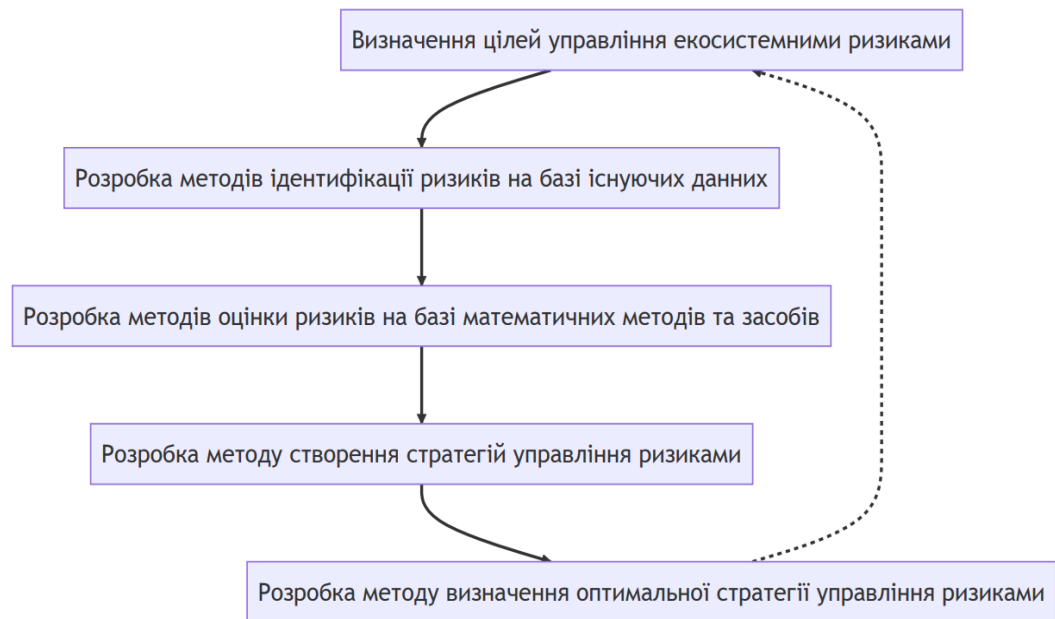 Визначення цілей управління екосистемними ризиками
Розробка методів ідентифікації ризиків на базі існуючих данних
Розробка методів оцінки ризиків на базі математичних методів та засобів
Розробка методу створення стратегій управління ризиками
Розробка методу визначення оптимальної стратегії управління ризиками